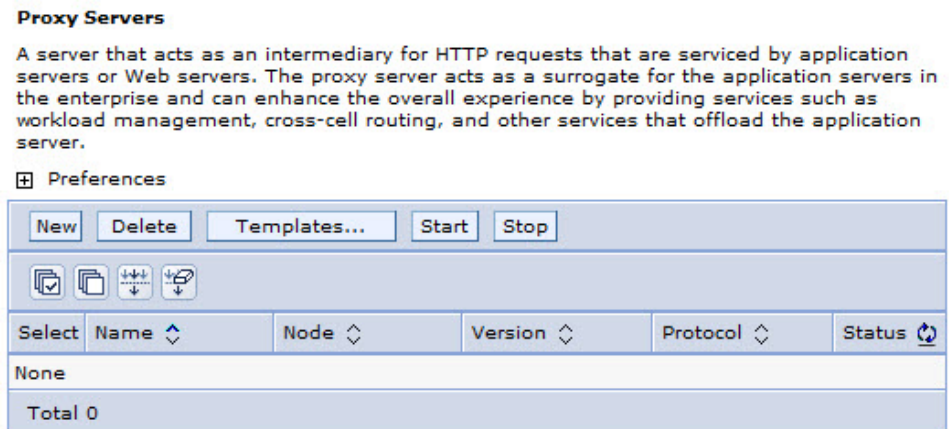 Proxy Servers
A server that acts as an intermediary for HTTP requests that are serviced by application
servers or Web servers. The proxy server acts as a surrogate for the application servers in
the enterprise and can enhance the overall experience by providing services such as
workload management, cross-cell routing, and other services that offload the application
server.
Preferences
New Delete Templates... Start Stop
Select Name Node Version Protocol Status
None
Total 0